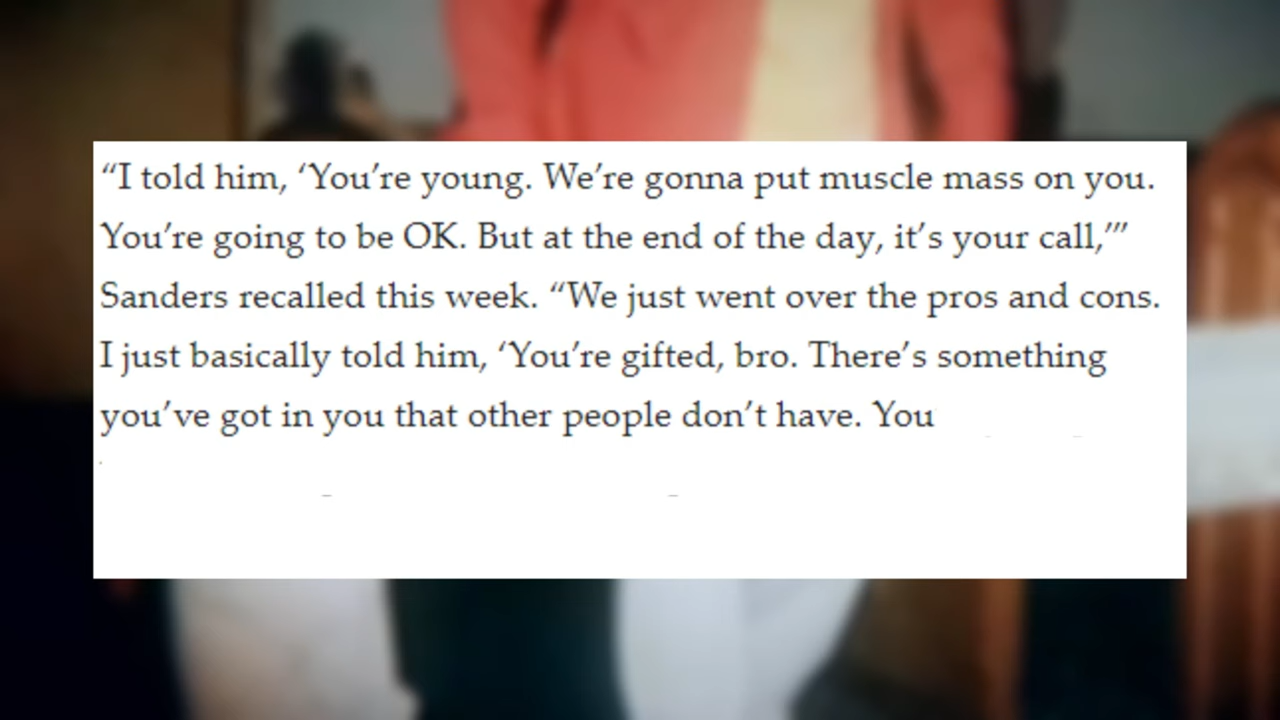 “I told him, ‘You’re young. We’re gonna put muscle mass on you.
You’re going to be OK. But at the end of the day, it’s your call,’”
Sanders recalled this week. “We just went over the pros and cons.
I just basically told him, ‘You’re gifted, bro. There’s something
you’ve got in you that other people don’t have. You